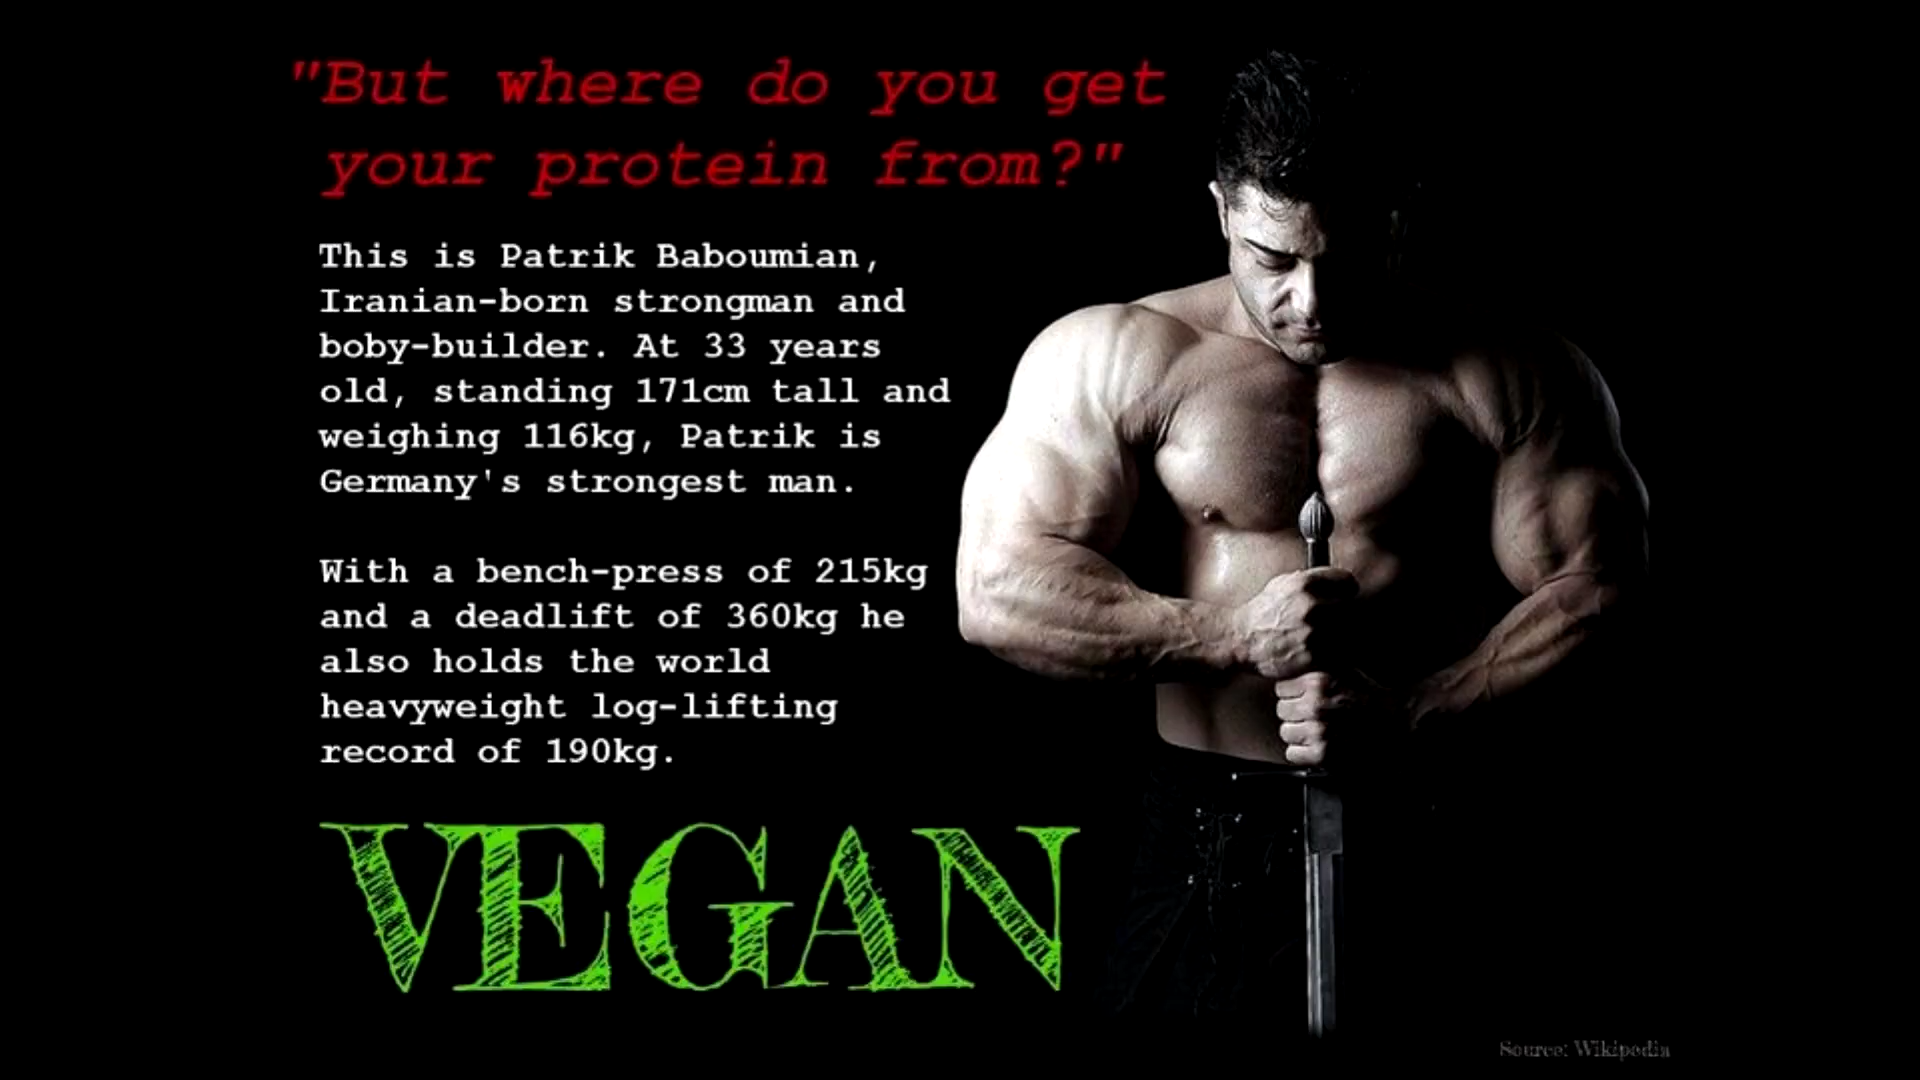 "But where do you get
your protein from?"
This is Patrik Baboumian,
Iranian-born strongman and
boby-builder. At 33 years
old, standing 171cm tall and
weighing 116kg, Patrik is
Germany's strongest man.
With a bench-press of 215kg
and a deadlift of 360kg he
also holds the world
heavyweight log-lifting
record of 190kg.
VEGAN
Source: Wikipedia